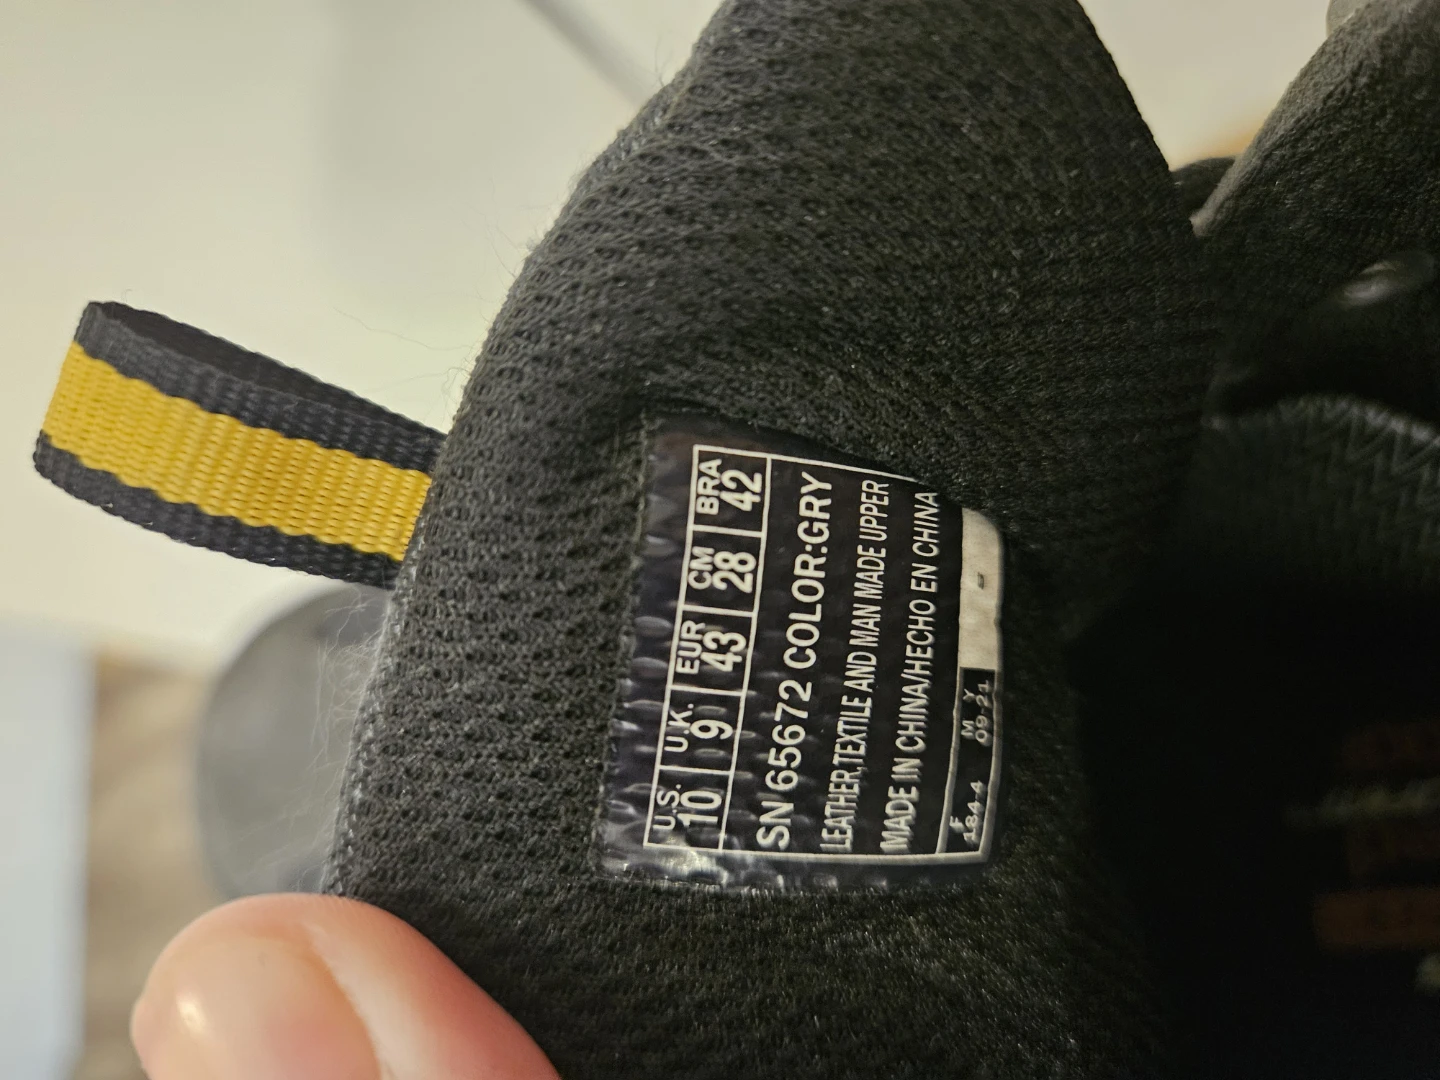 U.S. U.K. EUR CM BRA
10 9 43 28 42
SN 65672 COLOR:GRY
LEATHER,TEXTILE AND MAN MADE UPPER
MADE IN CHINA/HECHO EN CHINA
F M Y -
1844 09-21